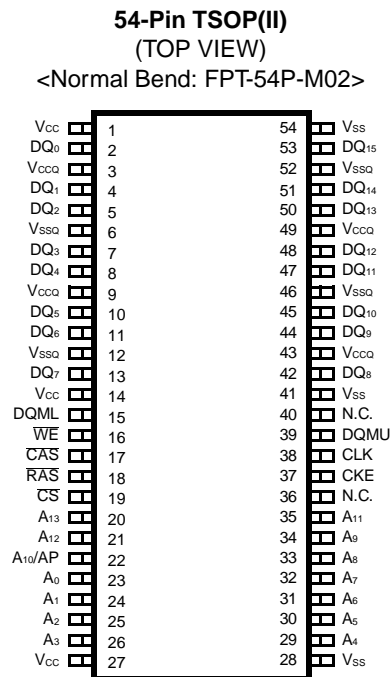 54-Pin TSOP(II)
(TOP VIEW)
<Normal Bend: FPT-54P-M02>
VCC 1 54 VSS
DQ0 2 53 DQ15
VCCQ 3 52 VSSQ
DQ1 4 51 DQ14
DQ2 5 50 DQ13
VSSQ 6 49 VCCQ
DQ3 7 48 DQ12
DQ4 8 47 DQ11
VCCQ 9 46 VSSQ
DQ5 10 45 DQ10
DQ6 11 44 DQ9
VSSQ 12 43 VCCQ
DQ7 13 42 DQ8
VCC 14 41 VSS
DQML 15 40 N.C.
W̅E̅ 16 39 DQMU
C̅A̅S̅ 17 38 CLK
R̅A̅S̅ 18 37 CKE
C̅S̅ 19 36 N.C.
A13 20 35 A11
A12 21 34 A9
A10/AP 22 33 A8
A0 23 32 A7
A1 24 31 A6
A2 25 30 A5
A3 26 29 A4
VCC 27 28 VSS